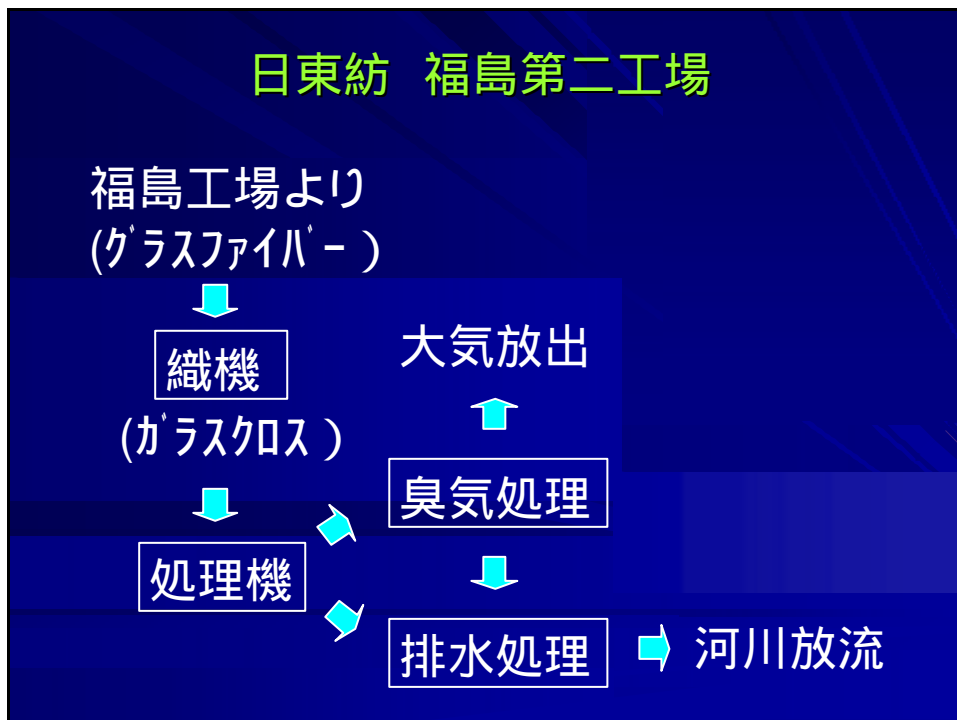 日東紡　福島第二工場
福島工場より
(ｸﾞﾗｽﾌｧｲﾊﾞｰ）
織機
(ｶﾞﾗｽｸﾛｽ）
処理機
大気放出
臭気処理
排水処理
河川放流